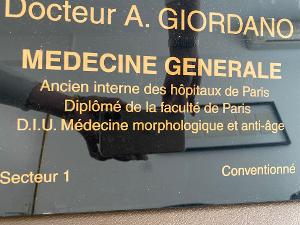 Docteur A. GIORDANO
MEDECINE GENERALE
Ancien interne des hôpitaux de Paris
Diplômé de la faculté de Paris
D.I.U. Médecine morphologique et anti-âge
Secteur 1 Conventionné